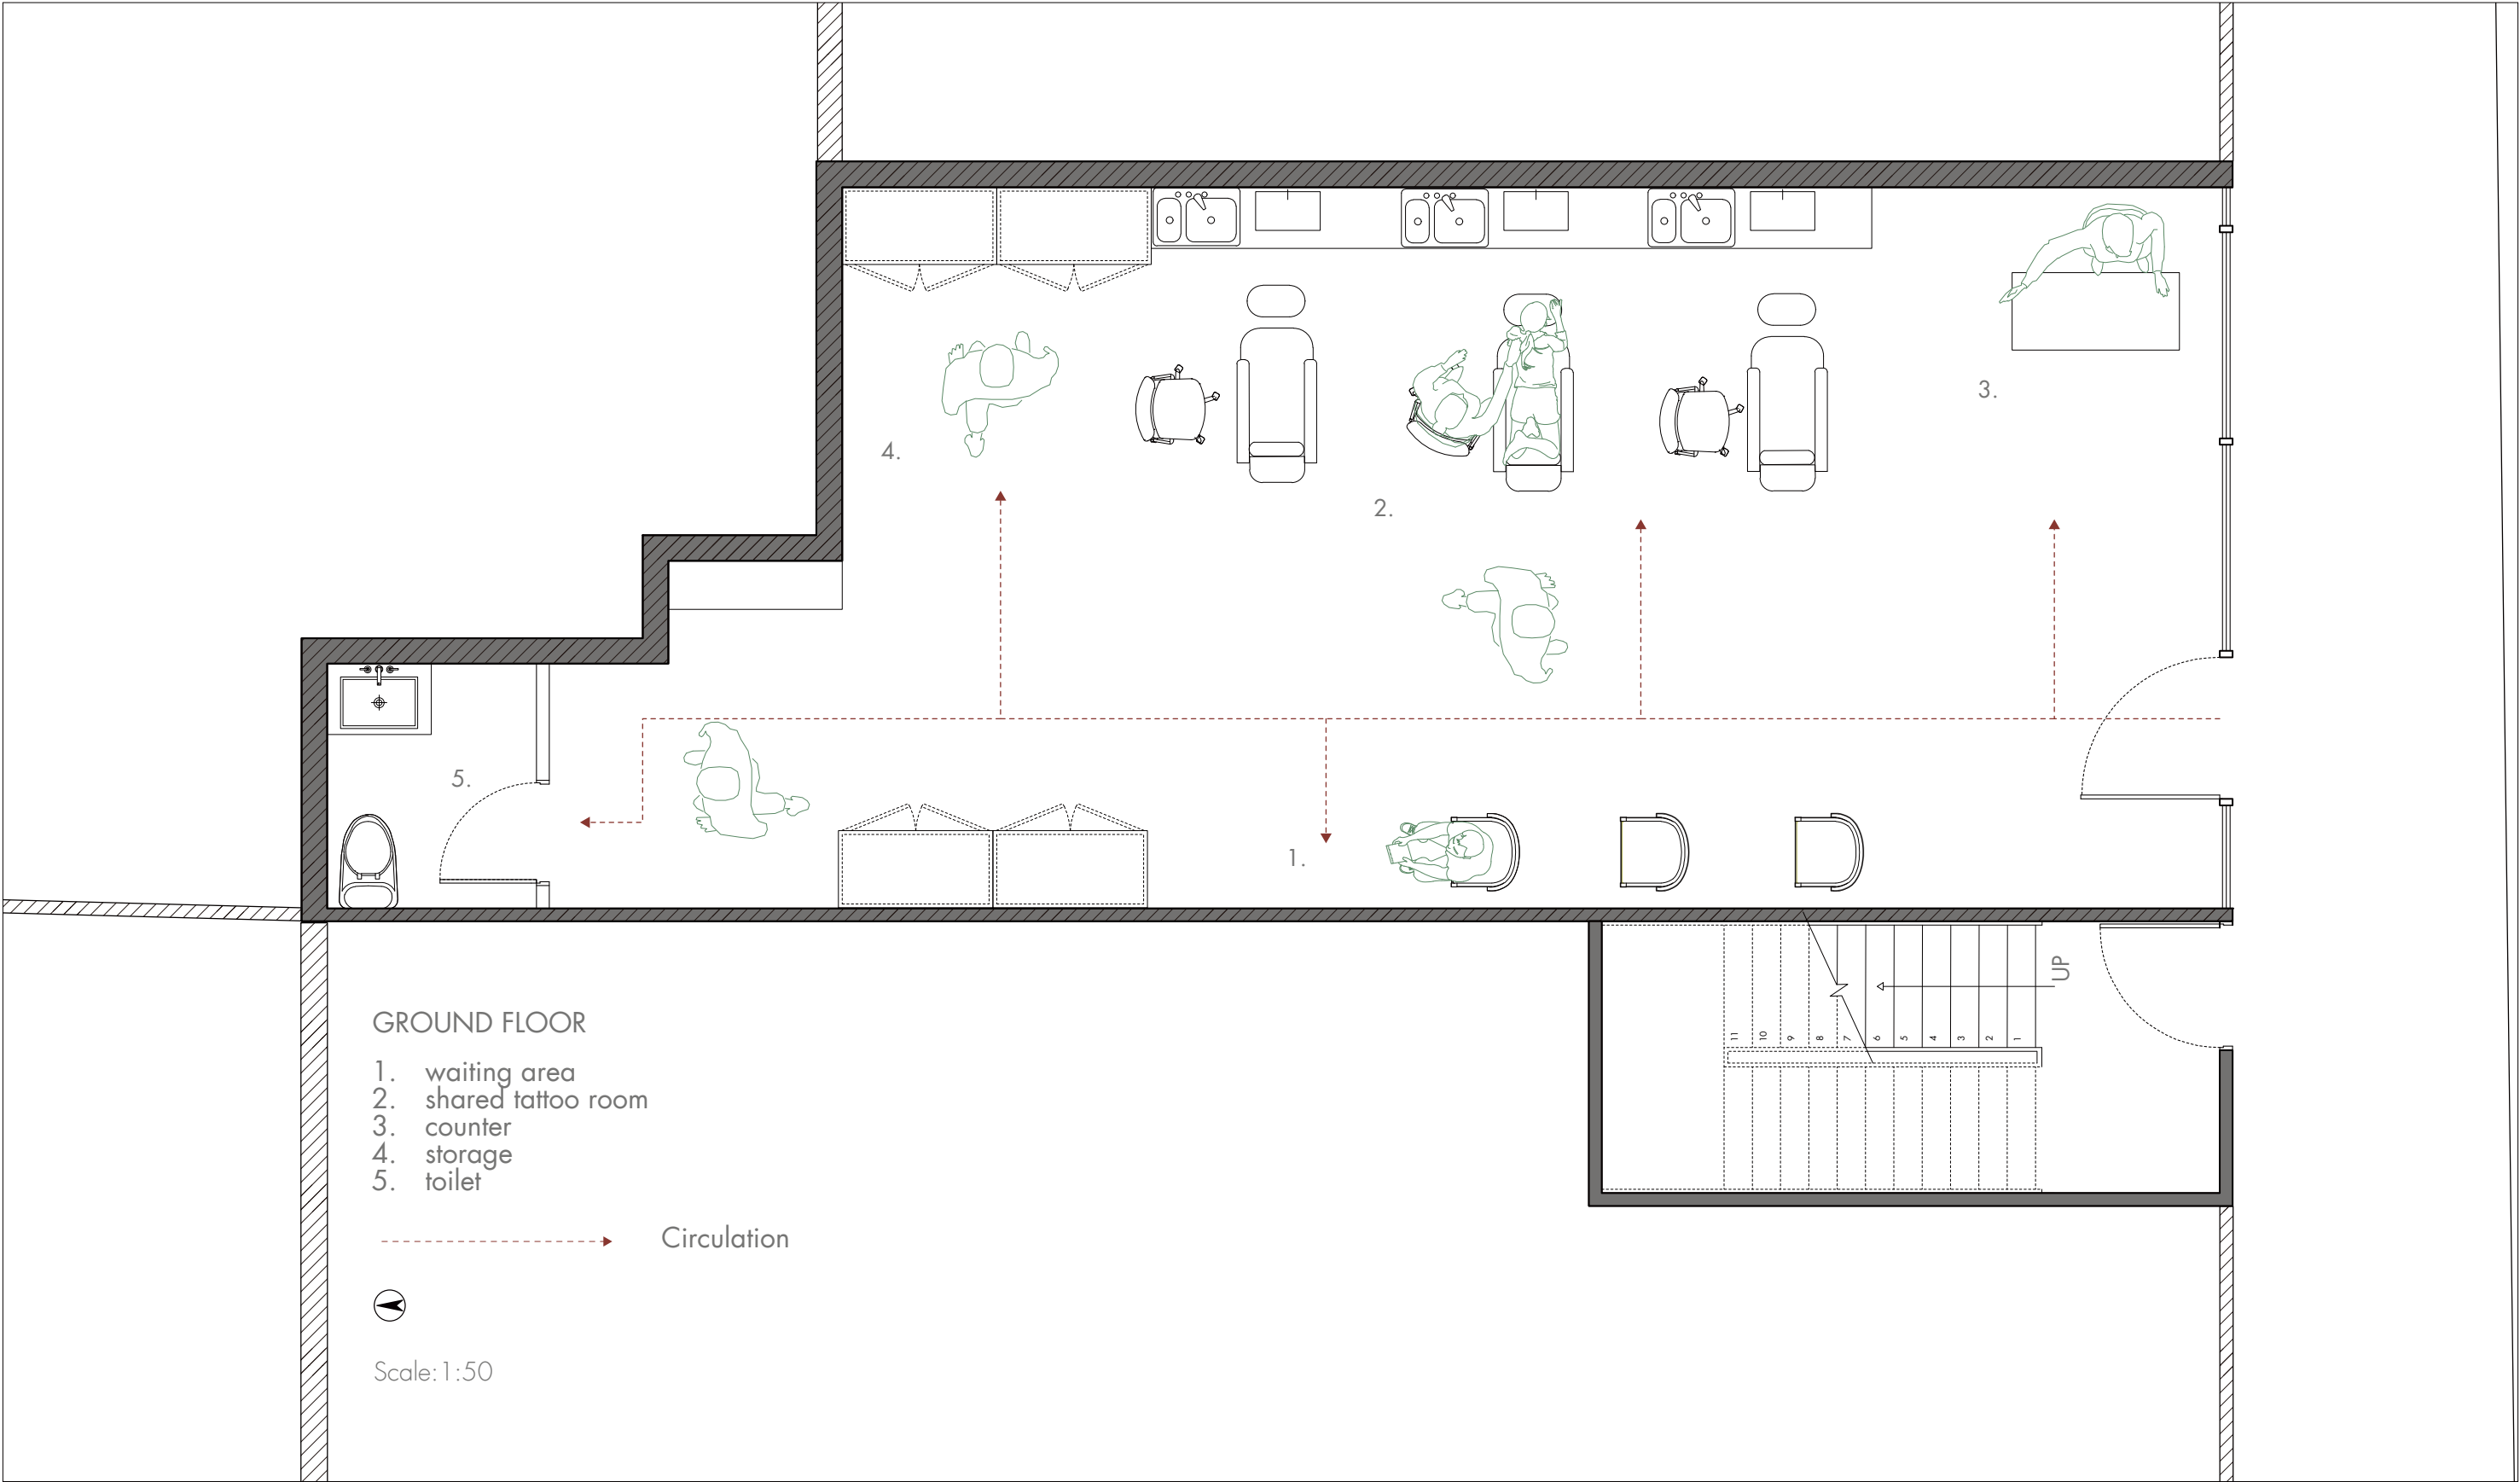 3.
4.
2.
5.
1.
UP
11 10 9 8 7 6 5 4 3 2 1
GROUND FLOOR
1. waiting area
2. shared tattoo room
3. counter
4. storage
5. toilet
Circulation
Scale:1:50